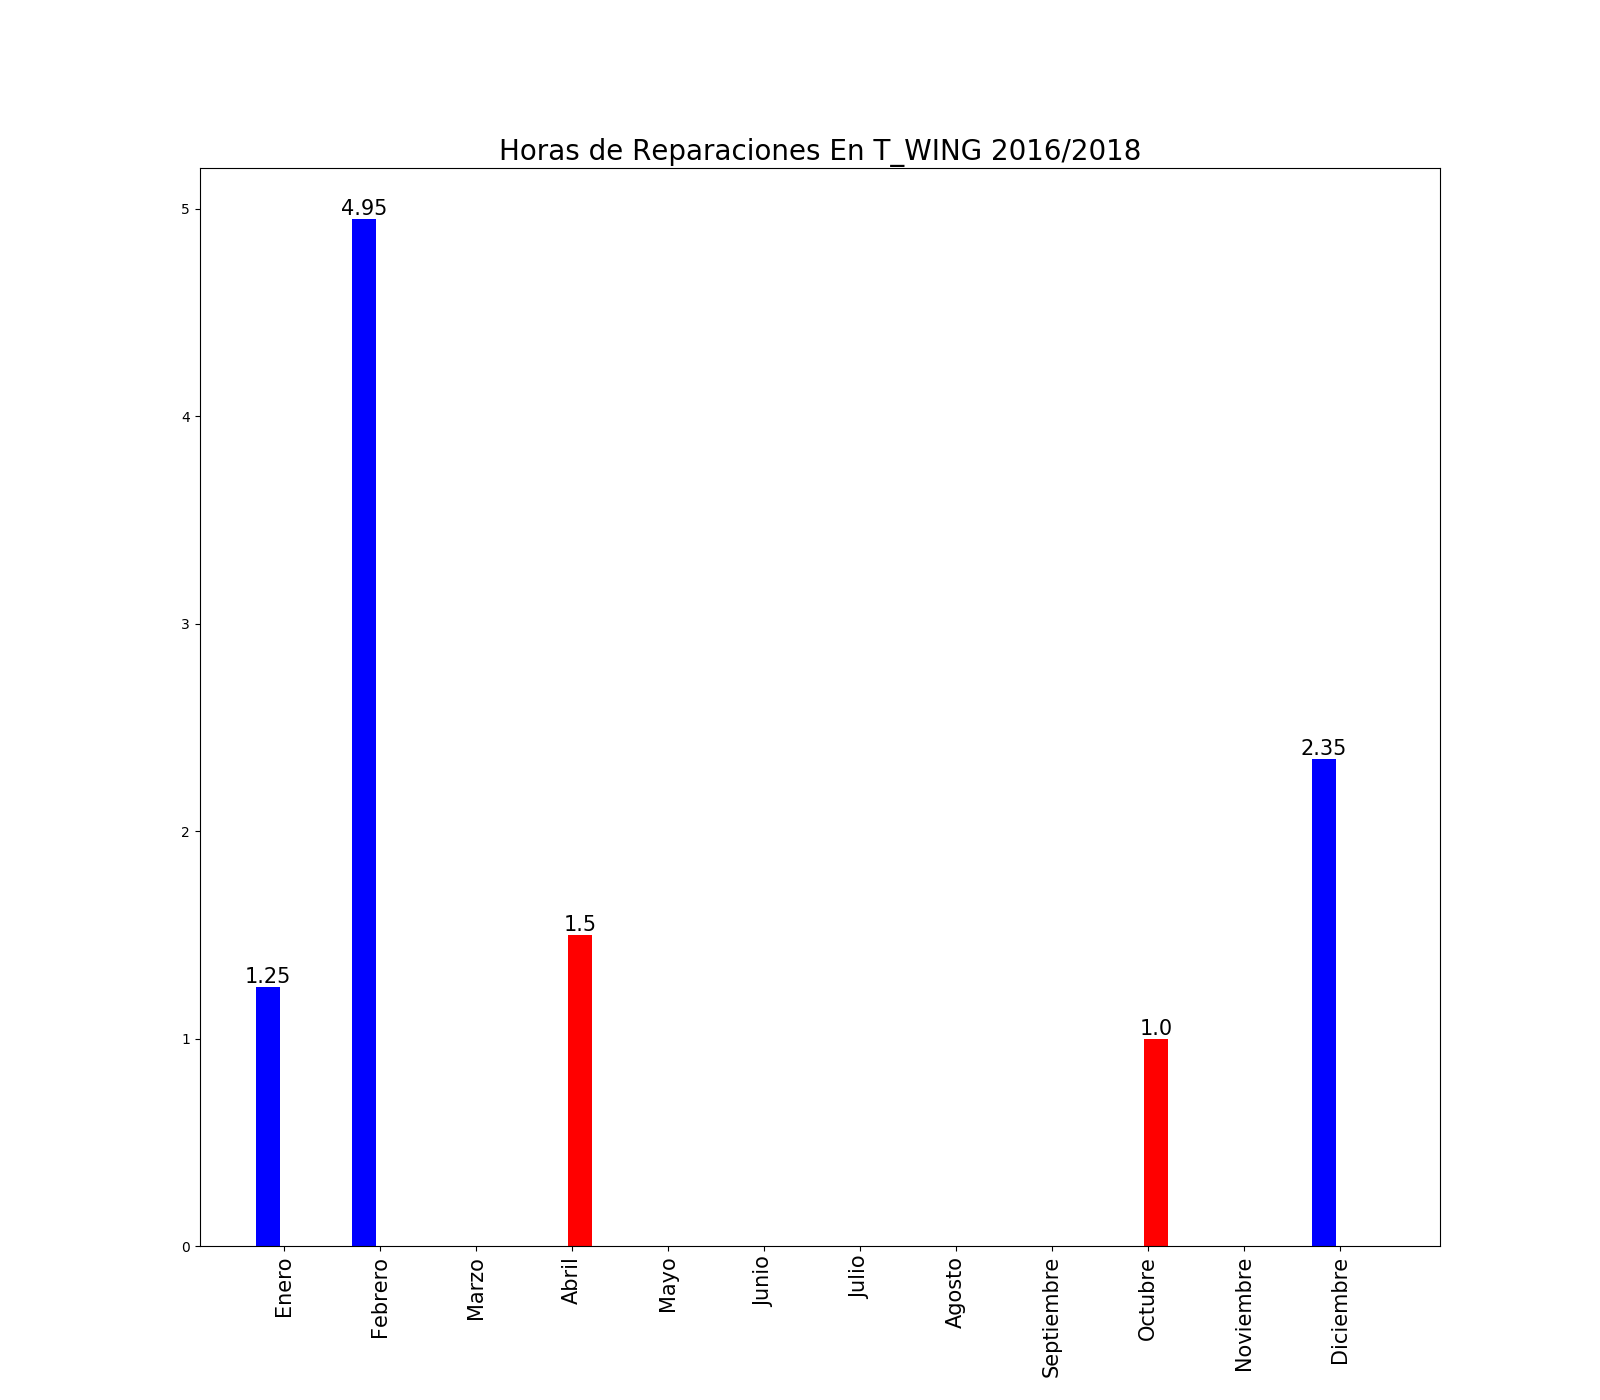 Horas de Reparaciones En T_WING 2016/2018
5
4
3
2
1
0
4.95
2.35
1.5
1.25
1.0
Enero
Febrero
Marzo
Abril
Mayo
Junio
Julio
Agosto
Septiembre
Octubre
Noviembre
Diciembre